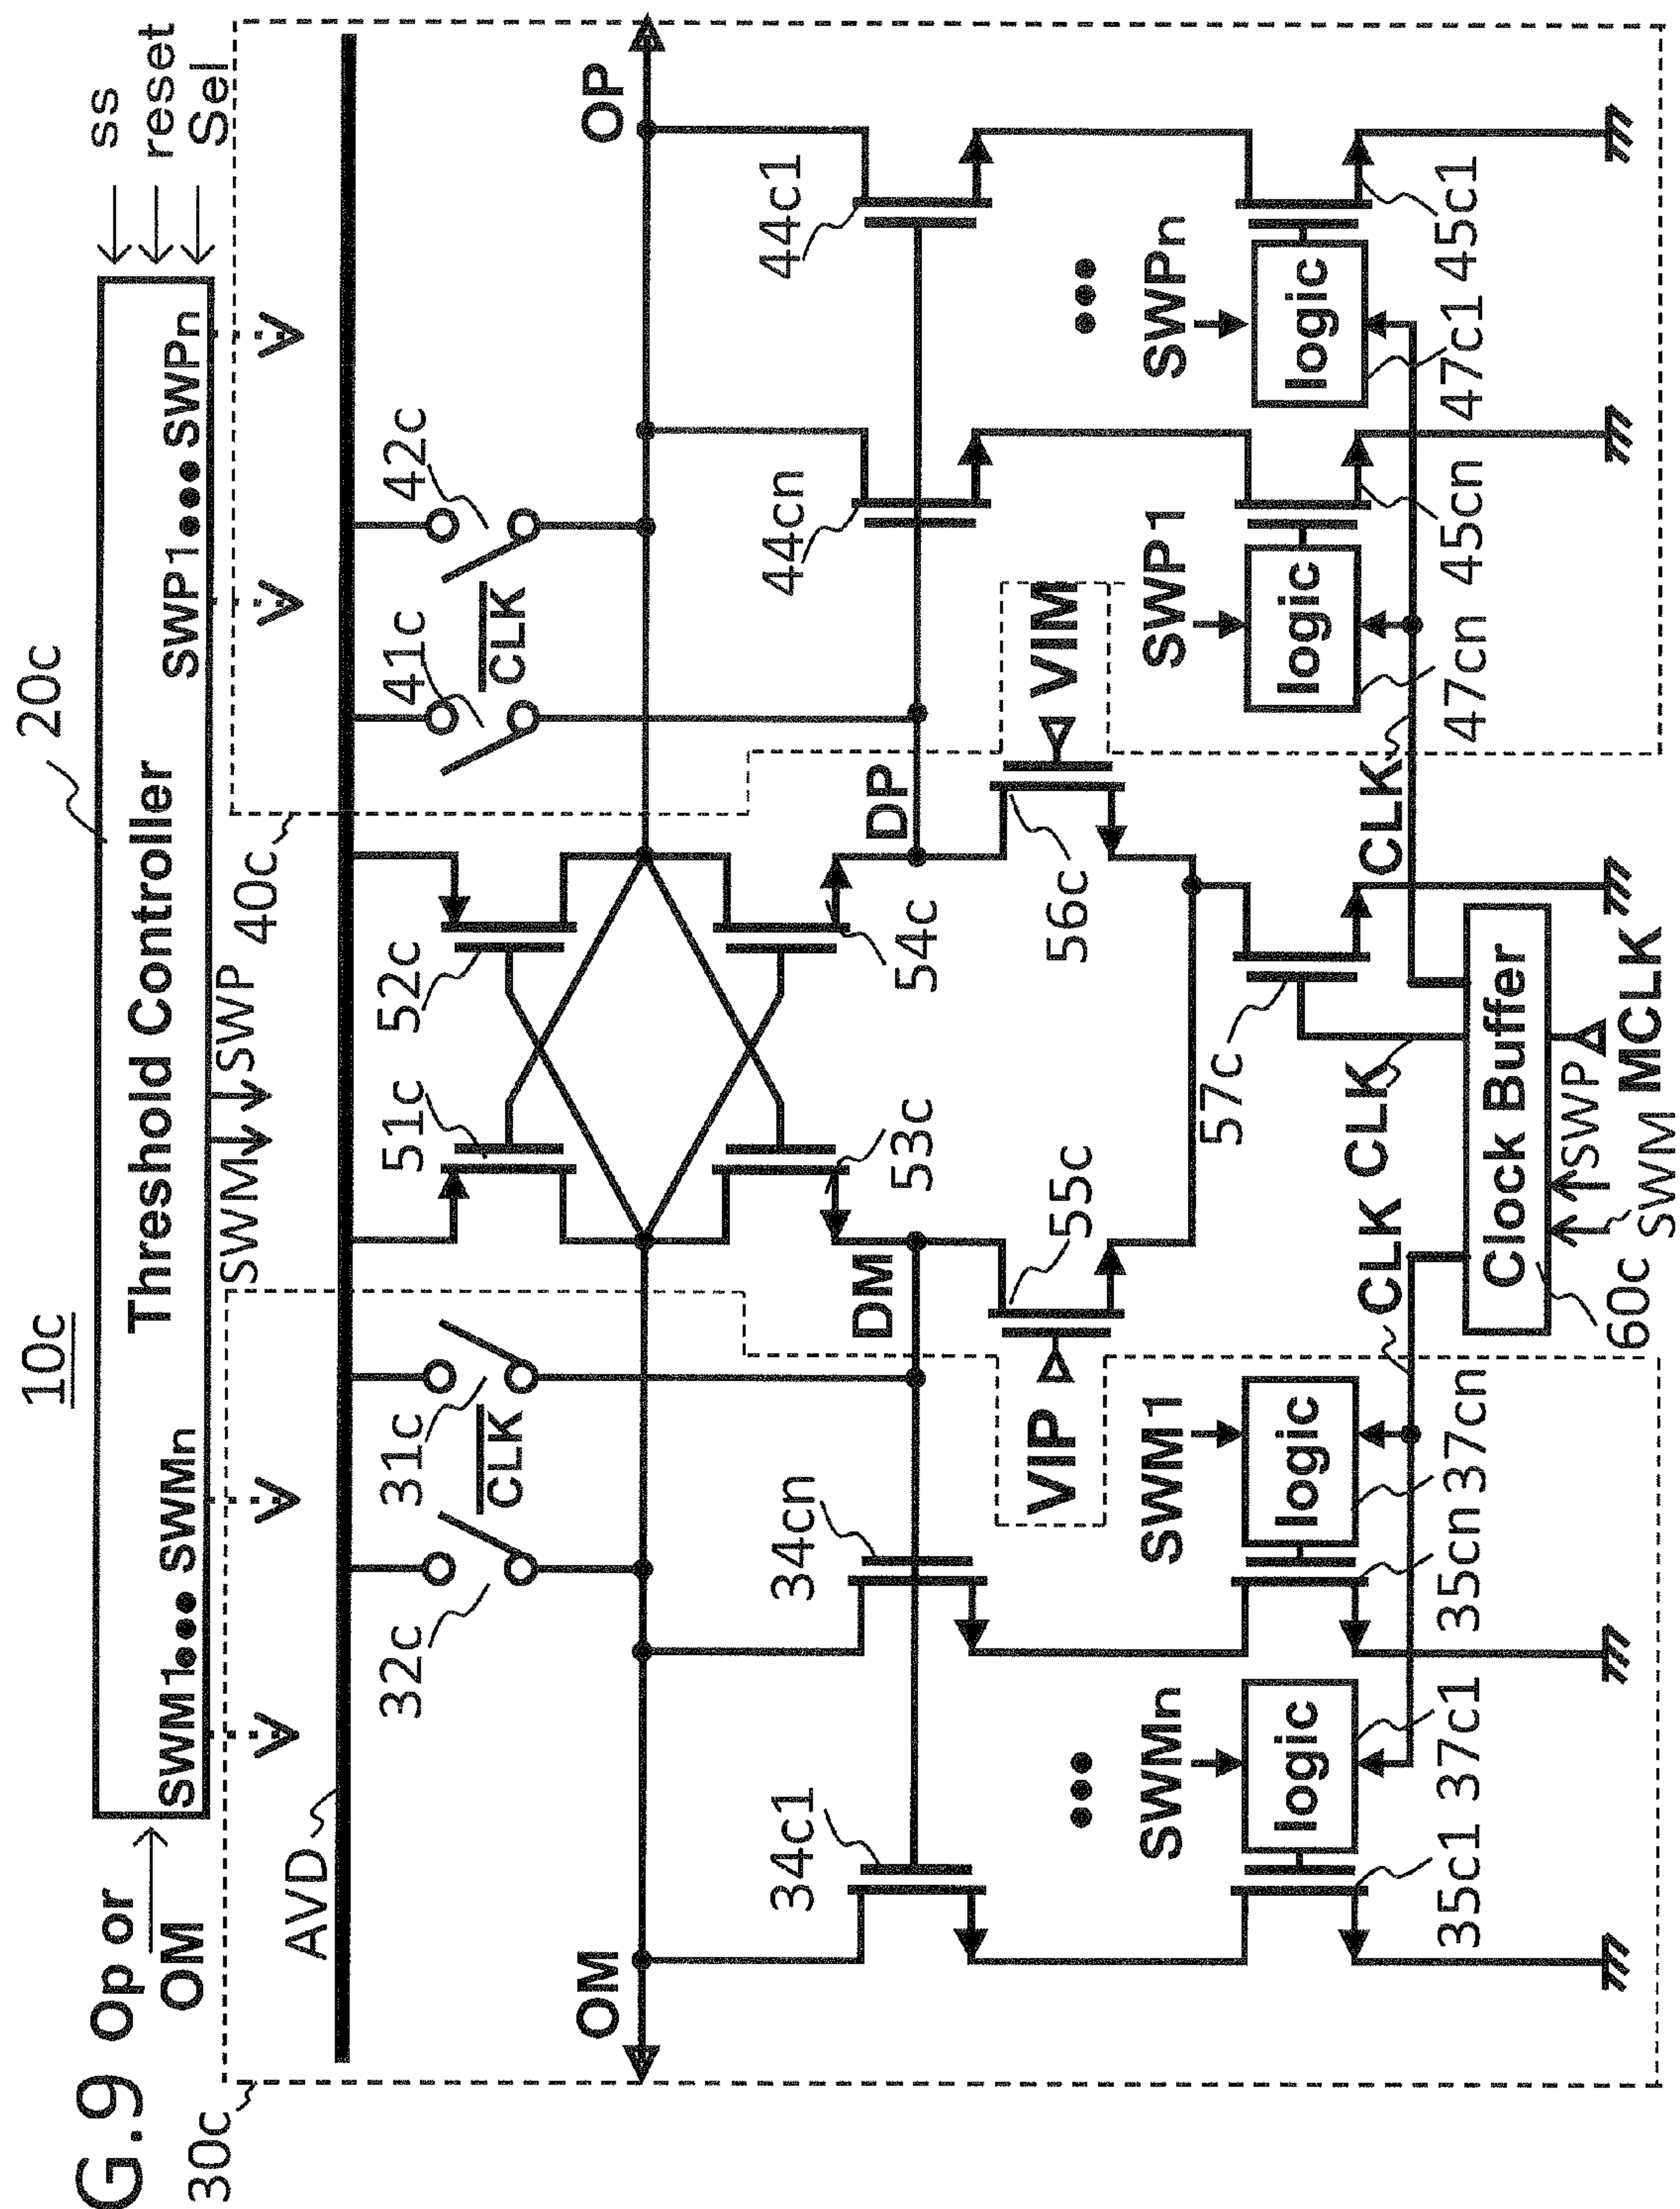 G.9
10c
20c
Op or
OM
Threshold Controller
SWM1••• SWMn
SWP1••• SWPn
ss
reset
Sel
SWM
SWP
30c
40c
AVD
32c
31c
CLK
51c
52c
41c
CLK
42c
OM
OP
53c
54c
DM
DP
34c1
34cn
44cn
44c1
VIP
55c
56c
VIM
•••
•••
SWMn
SWM1
SWP1
SWPn
logic
logic
logic
logic
57c
35c1
37c1
35cn
37cn
CLK
CLK
CLK
47cn
45cn
47c1
45c1
Clock Buffer
60c
SWM
SWP
MCLK